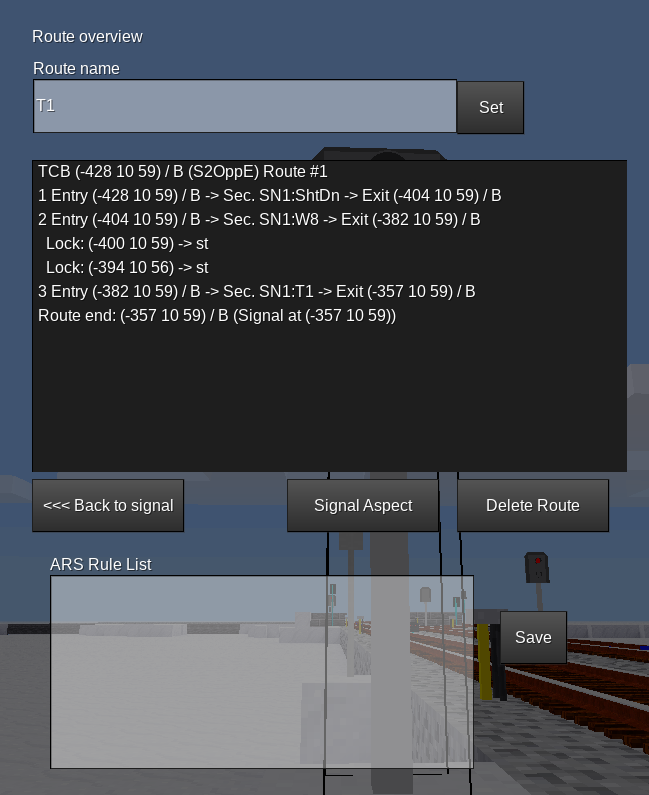 Route overview
Route name
T1
Set
TCB (-428 10 59) / B (S2OppE) Route #1
1 Entry (-428 10 59) / B -> Sec. SN1:ShtDn -> Exit (-404 10 59) / B
2 Entry (-404 10 59) / B -> Sec. SN1:W8 -> Exit (-382 10 59) / B
Lock: (-400 10 59) -> st
Lock: (-394 10 56) -> st
3 Entry (-382 10 59) / B -> Sec. SN1:T1 -> Exit (-357 10 59) / B
Route end: (-357 10 59) / B (Signal at (-357 10 59))
<<< Back to signal
Signal Aspect
Delete Route
ARS Rule List
Save